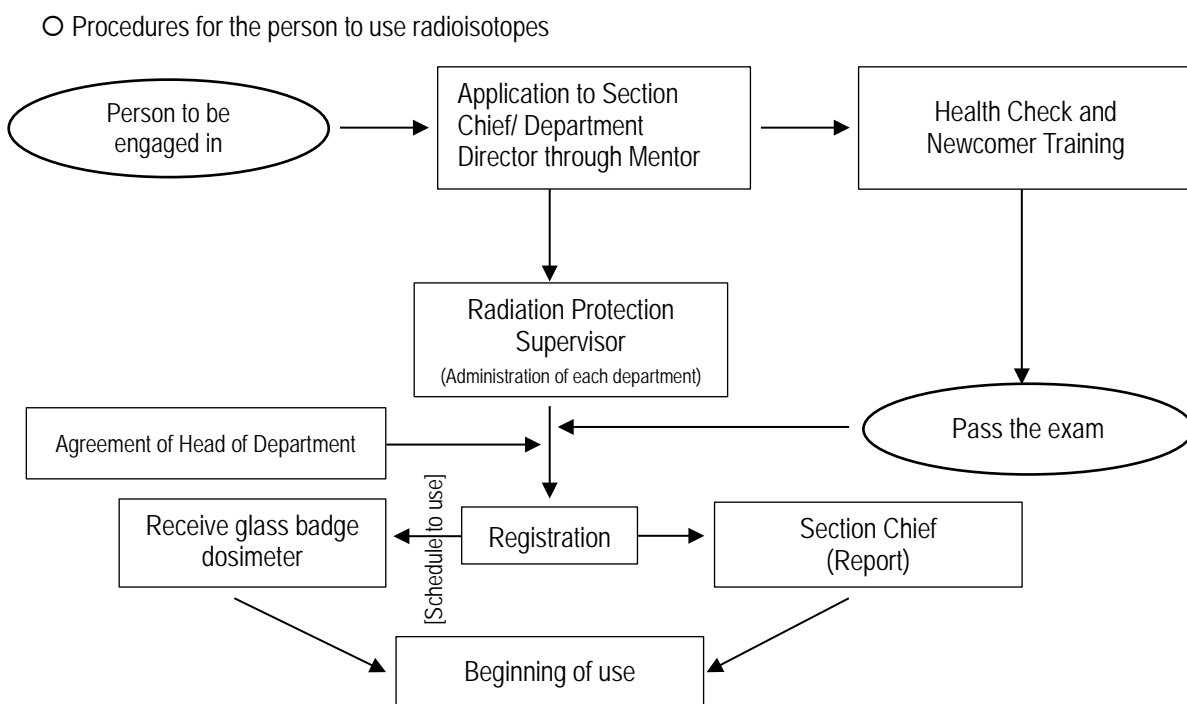 ○ Procedures for the person to use radioisotopes
Person to be
engaged in
Application to Section
Chief/ Department
Director through Mentor
Health Check and
Newcomer Training
Radiation Protection
Supervisor
(Administration of each department)
Agreement of Head of Department
Pass the exam
Receive glass badge
dosimeter
[Schedule to use]
Registration
Section Chief
(Report)
Beginning of use